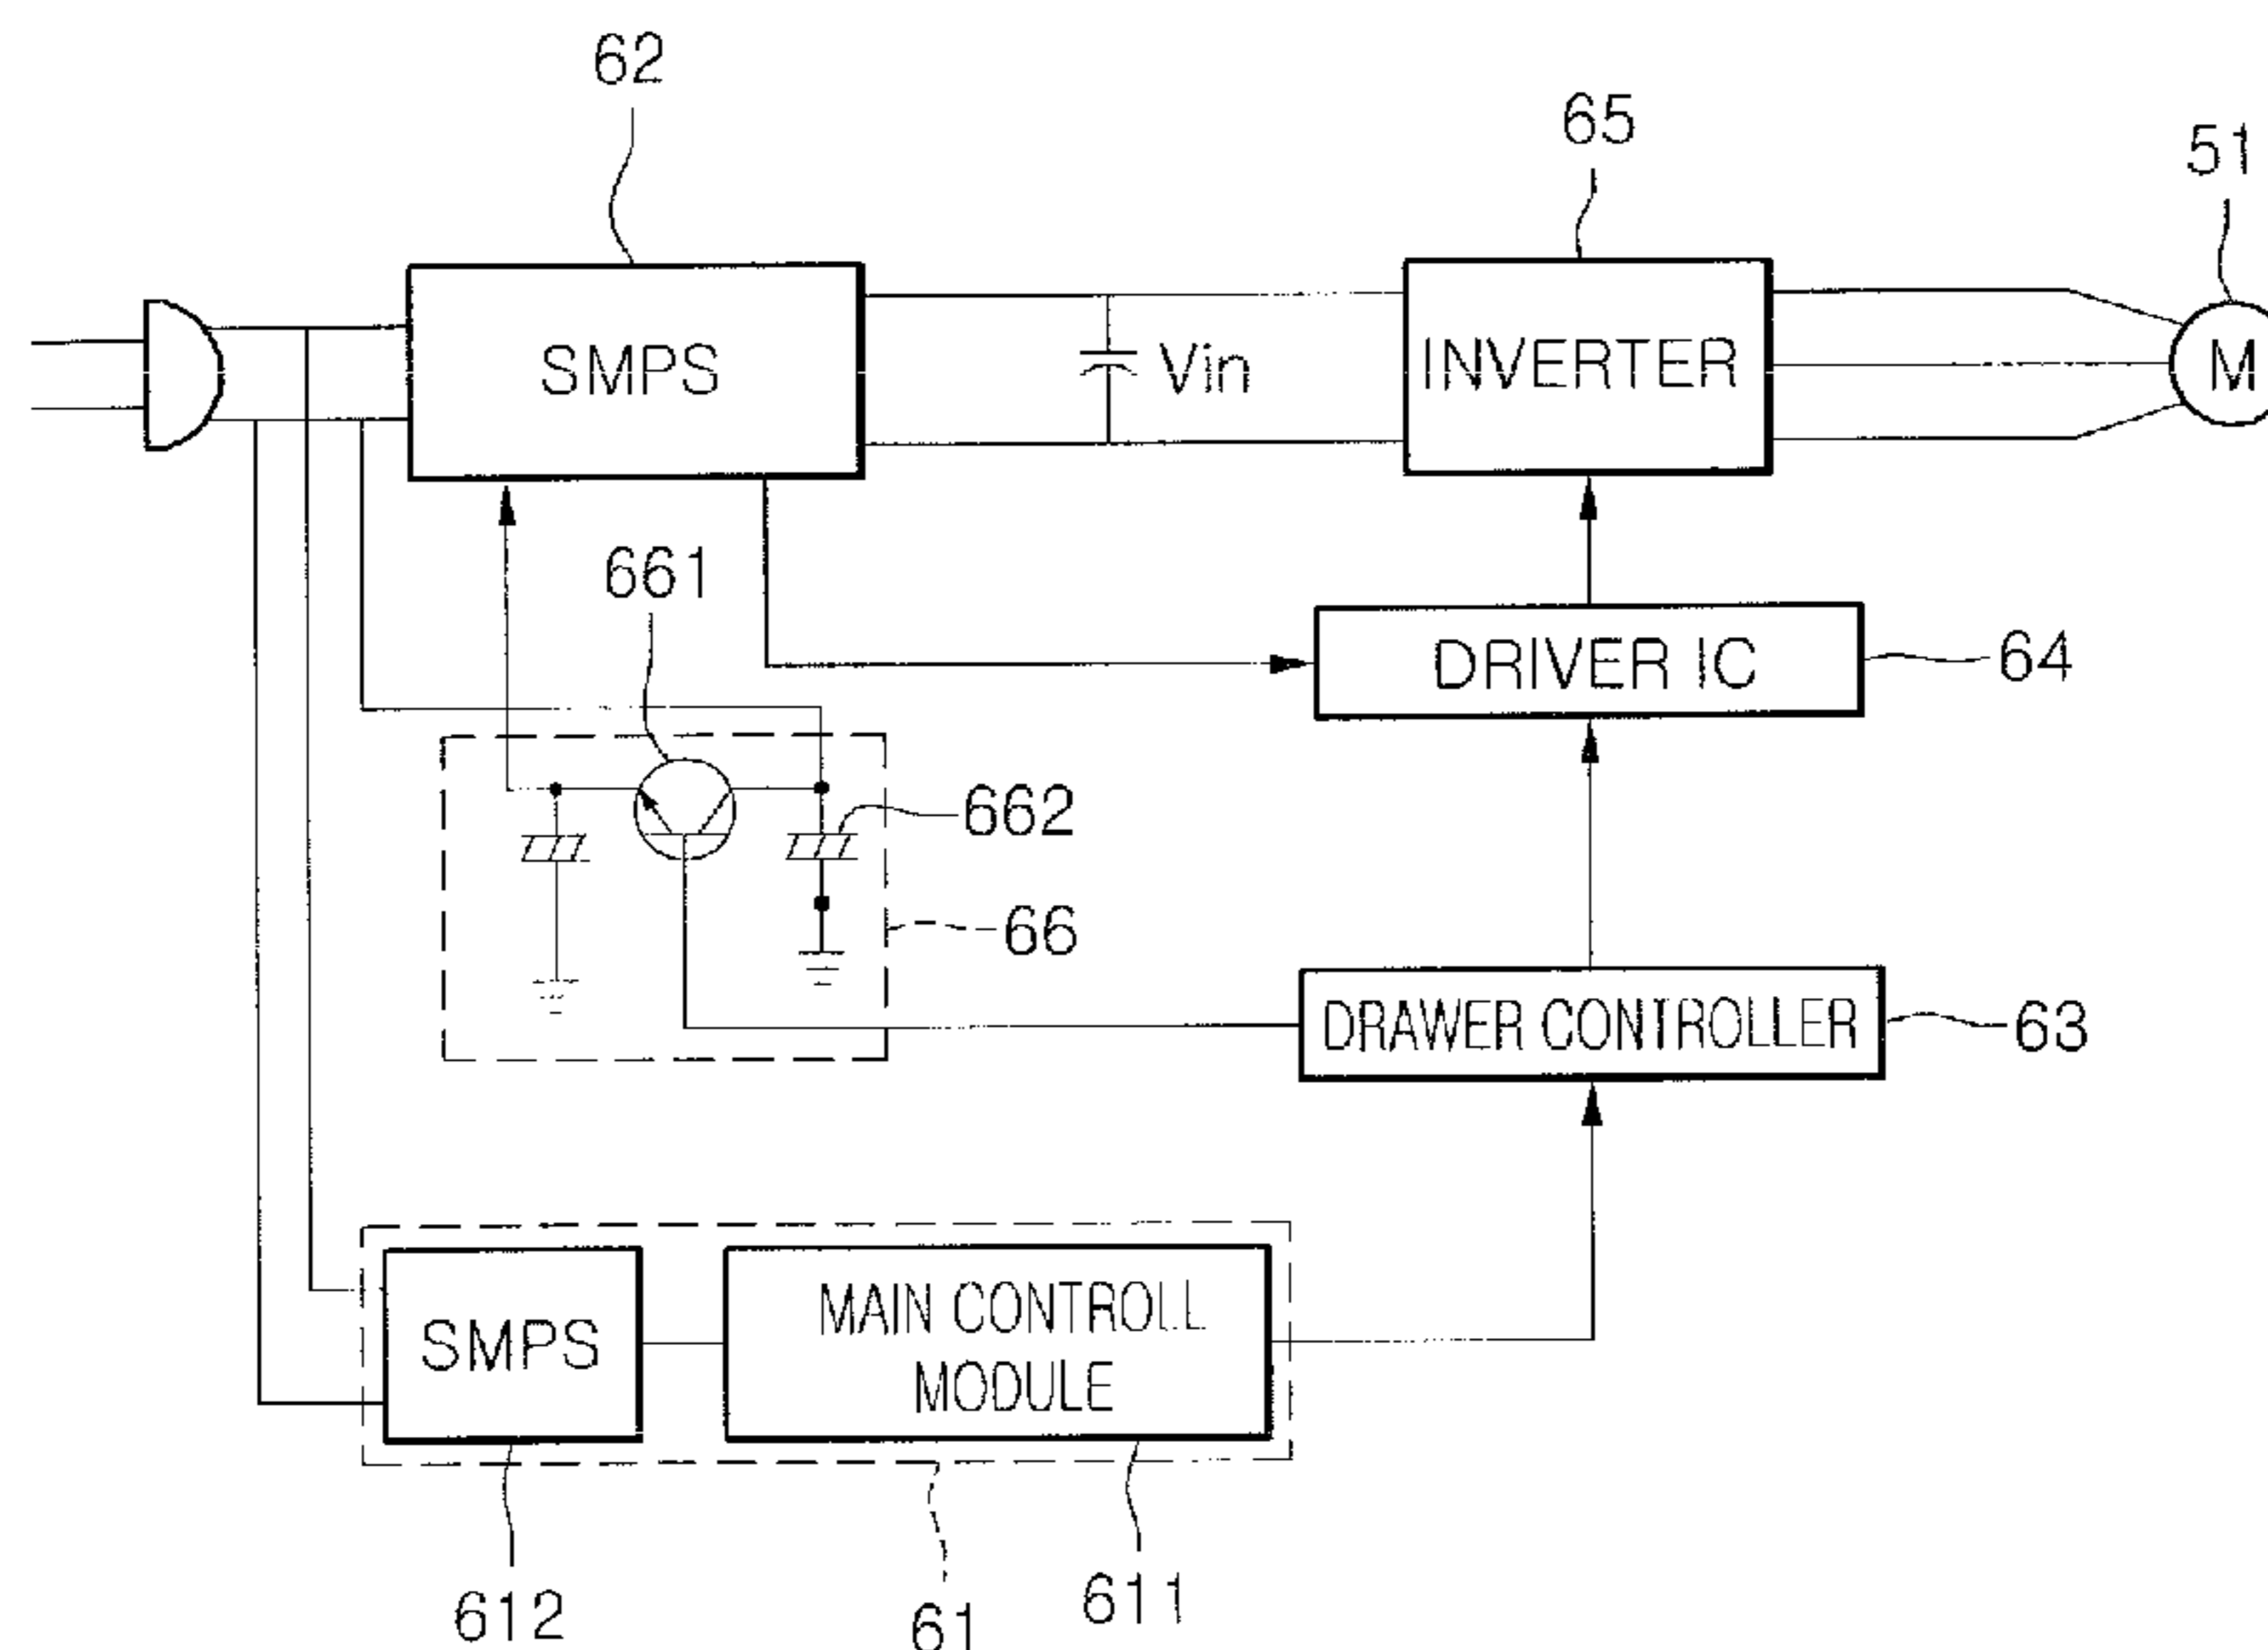 62
65
51
SMPS
Vin
INVERTER
M
661
DRIVER IC
64
662
66
DRAWER CONTROLLER
63
SMPS
MAIN CONTROLL
MODULE
612
61
611